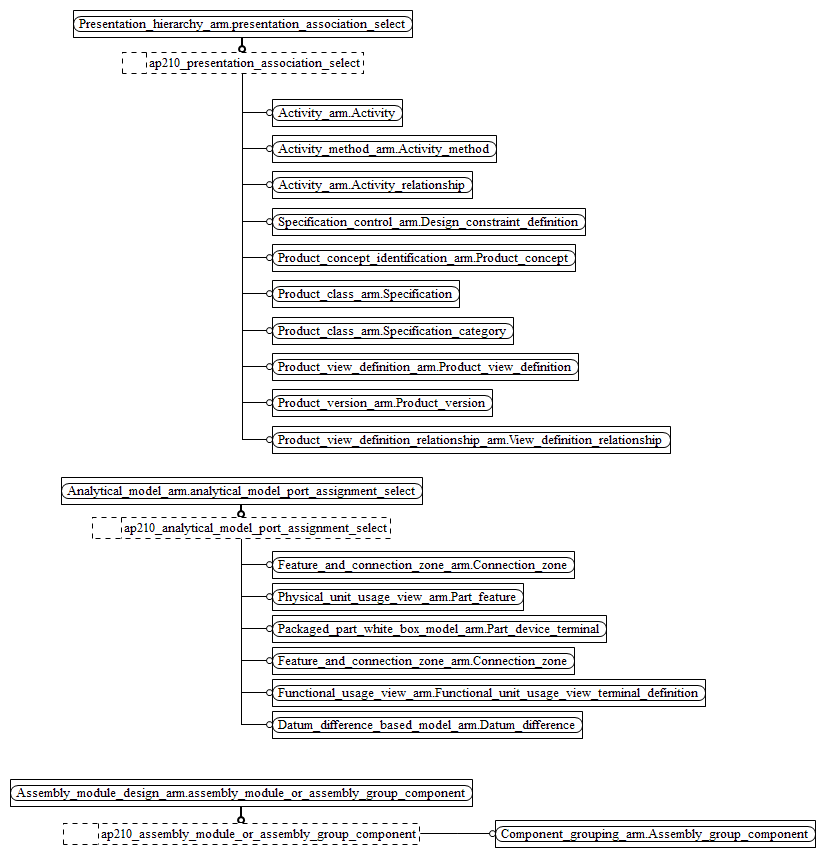 Presentation_hierarchy_arm.presentation_association_select
ap210_presentation_association_select
Activity_arm.Activity
Activity_method_arm.Activity_method
Activity_arm.Activity_relationship
Specification_control_arm.Design_constraint_definition
Product_concept_identification_arm.Product_concept
Product_class_arm.Specification
Product_class_arm.Specification_category
Product_view_definition_arm.Product_view_definition
Product_version_arm.Product_version
Product_view_definition_relationship_arm.View_definition_relationship
Analytical_model_arm.analytical_model_port_assignment_select
ap210_analytical_model_port_assignment_select
Feature_and_connection_zone_arm.Connection_zone
Physical_unit_usage_view_arm.Part_feature
Packaged_part_white_box_model_arm.Part_device_terminal
Feature_and_connection_zone_arm.Connection_zone
Functional_usage_view_arm.Functional_unit_usage_view_terminal_definition
Datum_difference_based_model_arm.Datum_difference
Assembly_module_design_arm.assembly_module_or_assembly_group_component
ap210_assembly_module_or_assembly_group_component
Component_grouping_arm.Assembly_group_component